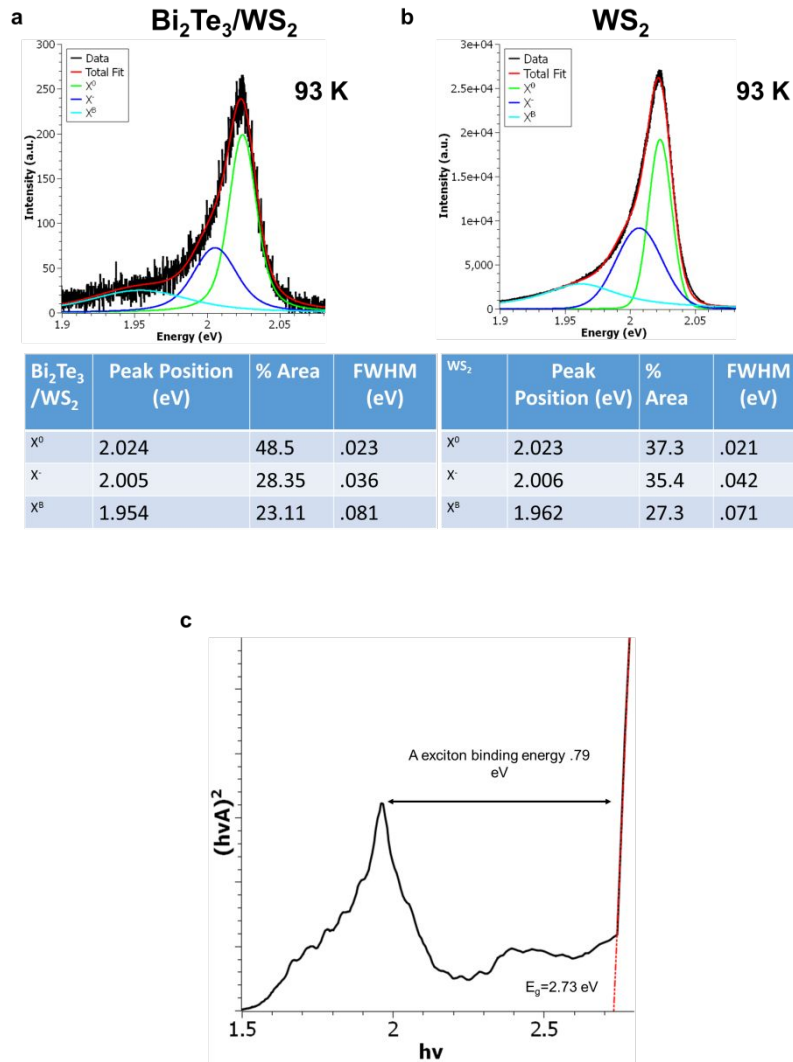 a
Bi₂Te₃/WS₂
300
250
200
150
100
50
0
Intensity (a.u.)
Data
Total Fit
X⁰
X⁻
Xᴮ
93 K
1.9
1.95
2
2.05
Energy (eV)
b
WS₂
3e+04
2.5e+04
2e+04
1.5e+04
1e+04
5,000
0
Intensity (a.u.)
Data
Total Fit
X⁰
X⁻
Xᴮ
93 K
1.9
1.95
2
2.05
Energy (eV)
Bi₂Te₃ Peak Position % Area FWHM
/WS₂ (eV) (eV)
X⁰ 2.024 48.5 .023
X⁻ 2.005 28.35 .036
Xᴮ 1.954 23.11 .081
WS₂ Peak % FWHM
Position (eV) Area (eV)
X⁰ 2.023 37.3 .021
X⁻ 2.006 35.4 .042
Xᴮ 1.962 27.3 .071
c
(hvA)²
A exciton binding energy .79
eV
E_g=2.73 eV
1.5
2
2.5
hv